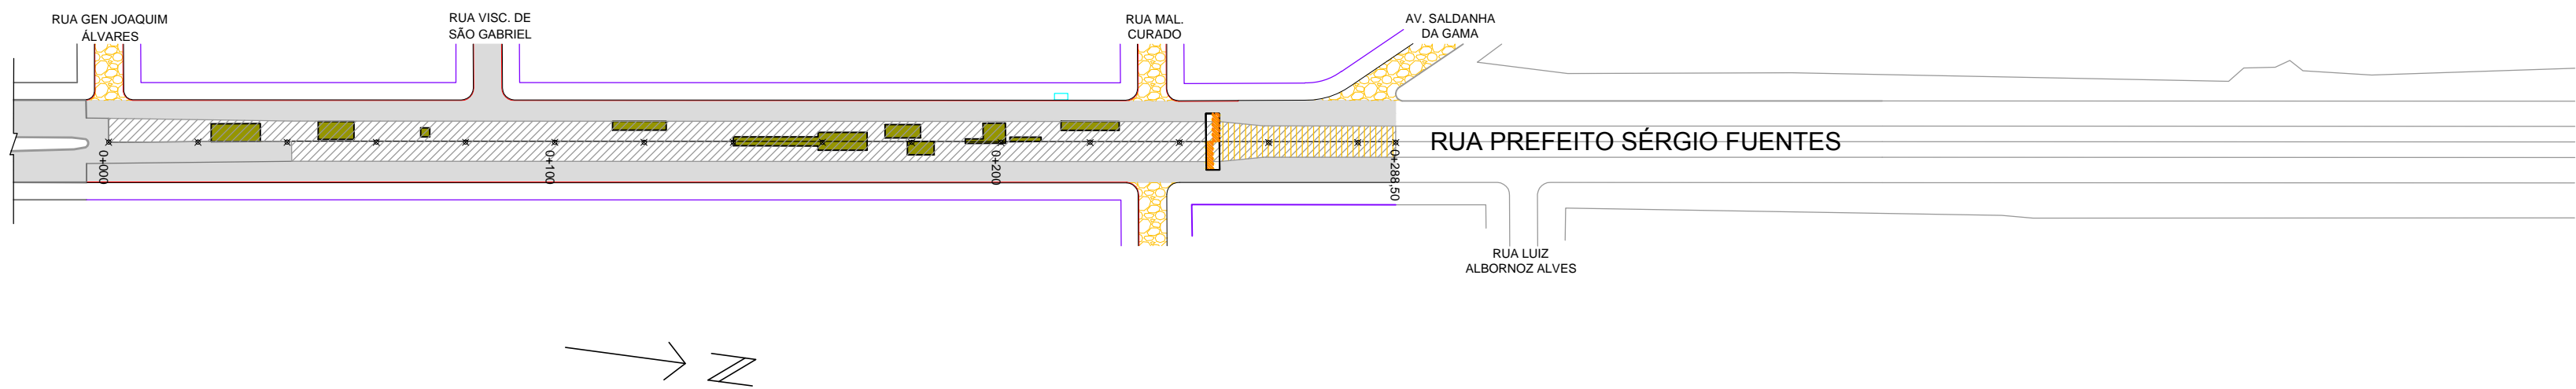 RUA GEN JOAQUIM
ÁLVARES
RUA VISC. DE
SÃO GABRIEL
RUA MAL.
CURADO
AV. SALDANHA
DA GAMA
RUA PREFEITO SÉRGIO FUENTES
0+000
0+100
0+200
0+288,50
RUA LUIZ
ALBORNOZ ALVES
N